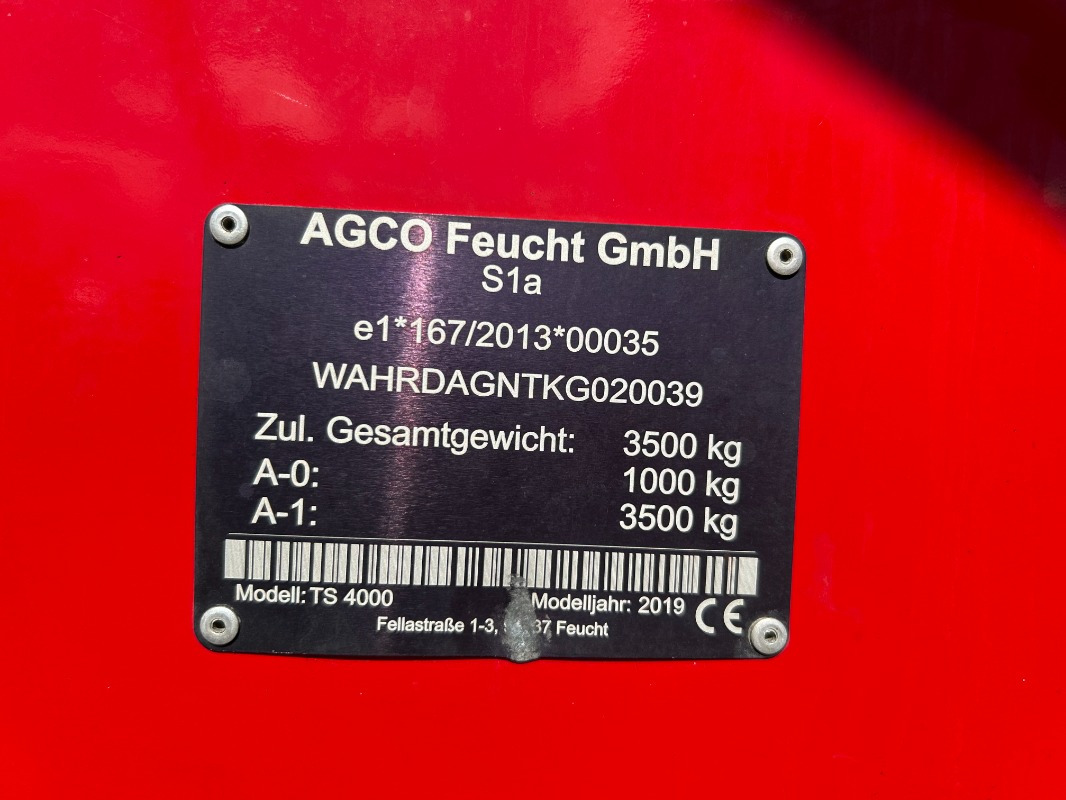 AGCO Feucht GmbH
S1a
e1*167/2013*00035
WAHRDAGNTKG020039
Zul. Gesamtgewicht: 3500 kg
A-0: 1000 kg
A-1: 3500 kg
Modell: TS 4000 Modelljahr: 2019 CE
Fellastraße 1-3, Feucht